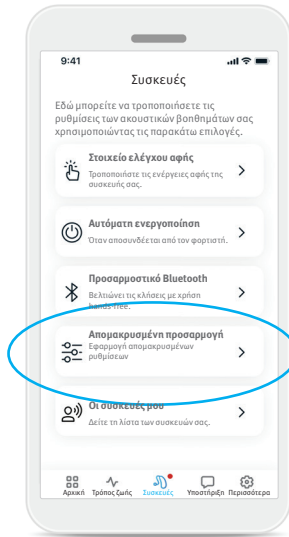 9:41
Συσκευές
Εδώ μπορείτε να τροποποιήσετε τις
ρυθμίσεις των ακουστικών βοηθημάτων σας
χρησιμοποιώντας τις παρακάτω επιλογές.
Στοιχείο ελέγχου αφής
Τροποποιήστε τις ενέργειες αφής της
συσκευής σας.
Αυτόματη ενεργοποίηση
Όταν αποσυνδέεται από τον φορτιστή.
Προσαρμοστικό Bluetooth
Βελτιώνει τις κλήσεις με χρήση
hands-free.
Απομακρυσμένη προσαρμογή
Εφαρμογή απομακρυσμένων
ρυθμίσεων
Οι συσκευές μου
Δείτε τη λίστα των συσκευών σας.
Αρχική Τρόπος ζωής Συσκευές Υποστήριξη Περισσότερα